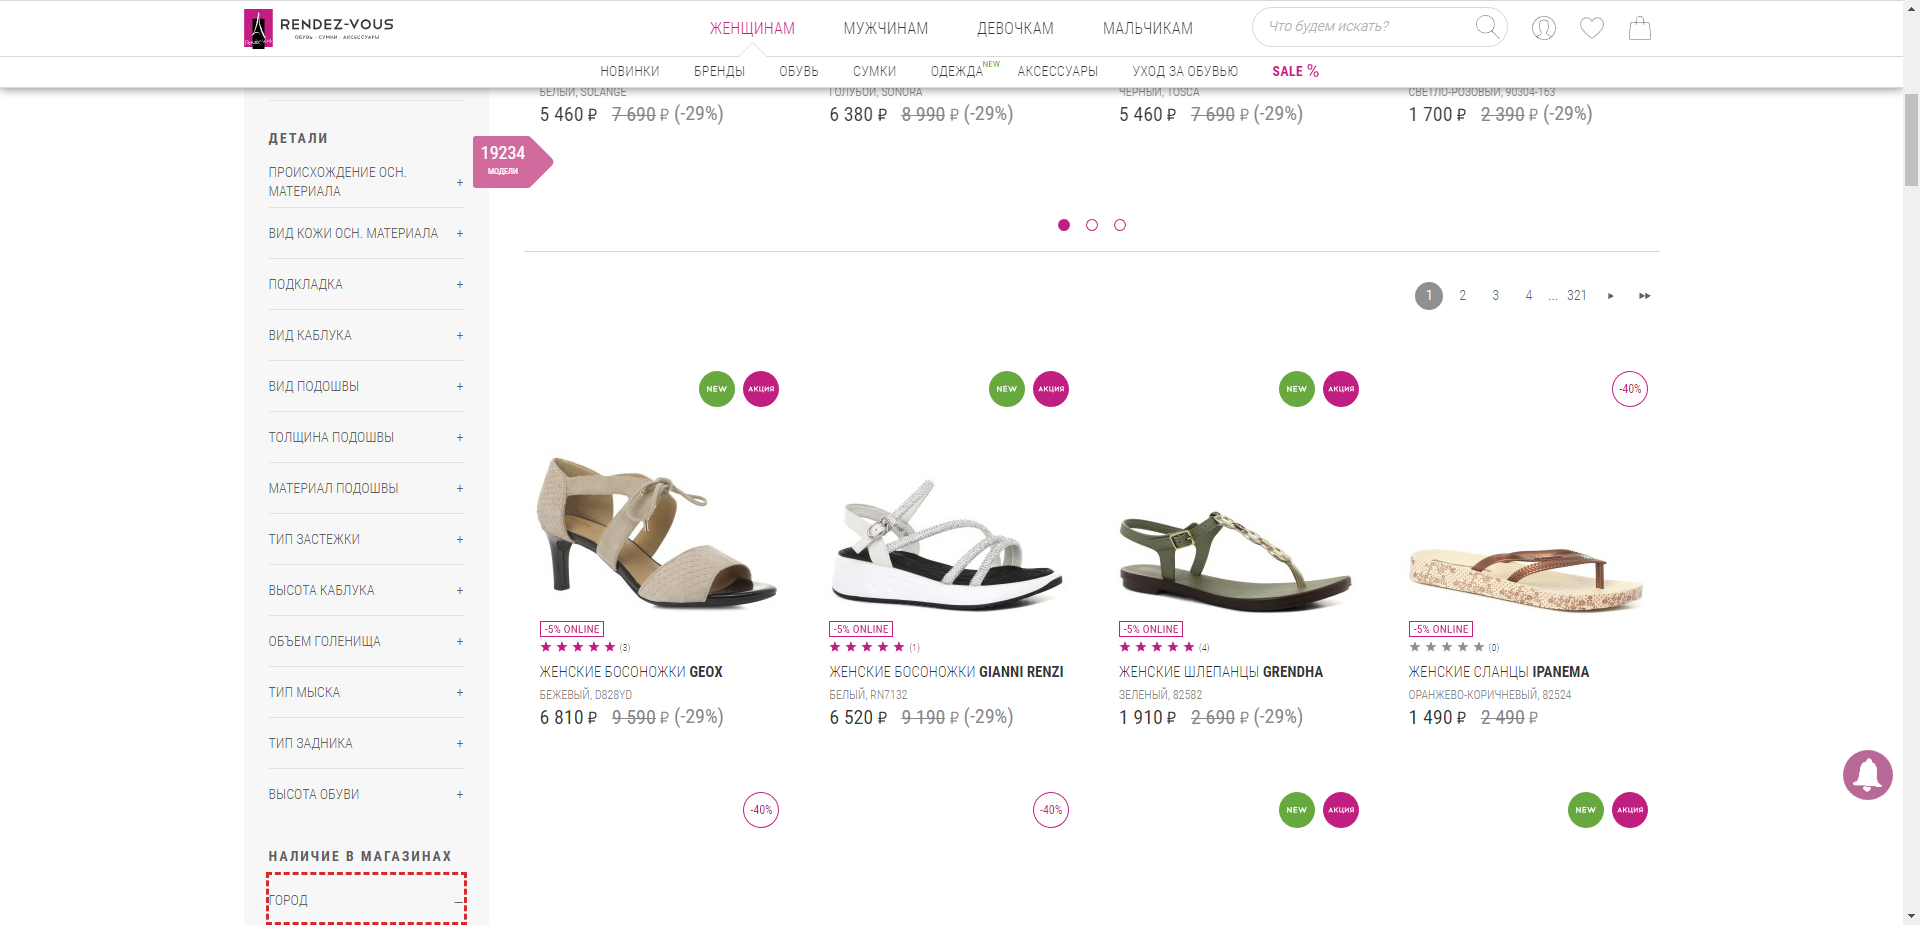 RENDEZ-VOUS
ОБУВЬ · СУМКИ · АКСЕССУАРЫ
ЖЕНЩИНАМ
МУЖЧИНАМ
ДЕВОЧКАМ
МАЛЬЧИКАМ
Что будем искать?
НОВИНКИ
БРЕНДЫ
ОБУВЬ
СУМКИ
ОДЕЖДА NEW
АКСЕССУАРЫ
УХОД ЗА ОБУВЬЮ
SALE %
БЕЛЫЙ, SOLANGE
ГОЛУБОЙ, SONORA
ЧЕРНЫЙ, TOSCA
СВЕТЛО-РОЗОВЫЙ, 90304-163
5 460 ₽ 7 690 ₽ (-29%)
6 380 ₽ 8 990 ₽ (-29%)
5 460 ₽ 7 690 ₽ (-29%)
1 700 ₽ 2 390 ₽ (-29%)
19234
МОДЕЛИ
ДЕТАЛИ
ПРОИСХОЖДЕНИЕ ОСН.
МАТЕРИАЛА +
ВИД КОЖИ ОСН. МАТЕРИАЛА +
ПОДКЛАДКА +
ВИД КАБЛУКА +
ВИД ПОДОШВЫ +
ТОЛЩИНА ПОДОШВЫ +
МАТЕРИАЛ ПОДОШВЫ +
ТИП ЗАСТЕЖКИ +
ВЫСОТА КАБЛУКА +
ОБЪЕМ ГОЛЕНИЩА +
ТИП МЫСКА +
ТИП ЗАДНИКА +
ВЫСОТА ОБУВИ +
НАЛИЧИЕ В МАГАЗИНАХ
ГОРОД –
1 2 3 4 ... 321
NEW АКЦИЯ
NEW АКЦИЯ
NEW АКЦИЯ
-40%
-5% ONLINE
(3)
ЖЕНСКИЕ БОСОНОЖКИ GEOX
БЕЖЕВЫЙ, D828YD
6 810 ₽ 9 590 ₽ (-29%)
-5% ONLINE
(1)
ЖЕНСКИЕ БОСОНОЖКИ GIANNI RENZI
БЕЛЫЙ, RN7132
6 520 ₽ 9 190 ₽ (-29%)
-5% ONLINE
(4)
ЖЕНСКИЕ ШЛЕПАНЦЫ GRENDHA
ЗЕЛЕНЫЙ, 82582
1 910 ₽ 2 690 ₽ (-29%)
-5% ONLINE
(0)
ЖЕНСКИЕ СЛАНЦЫ IPANEMA
ОРАНЖЕВО-КОРИЧНЕВЫЙ, 82524
1 490 ₽ 2 490 ₽
-40%
-40%
NEW АКЦИЯ
NEW АКЦИЯ